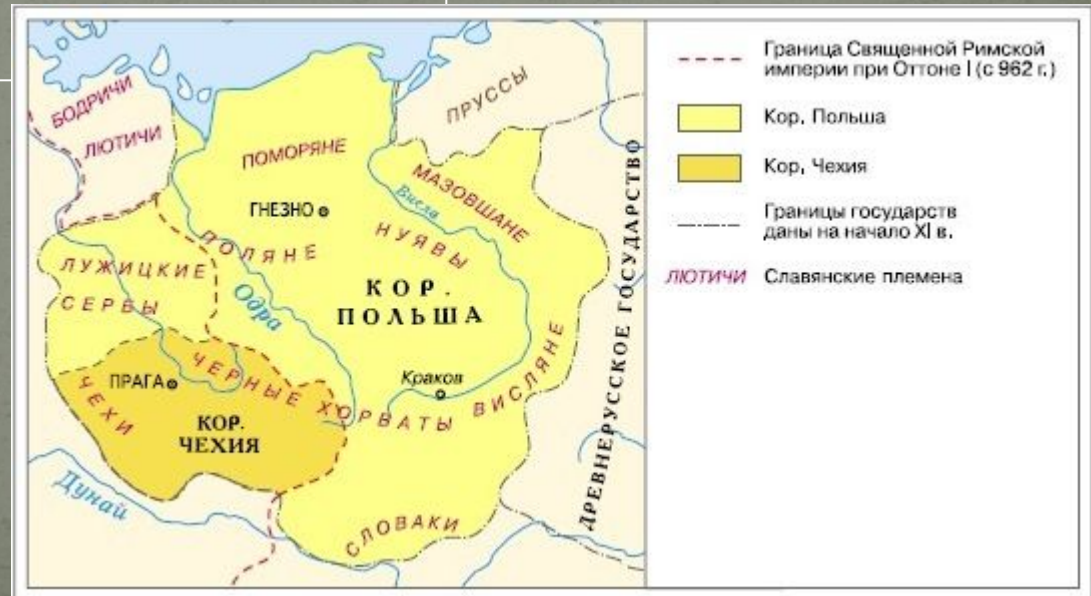 БОДРИЧИ
ЛЮТИЧИ
ПОМОРЯНЕ
ПРУССЫ
МАЗОВШАНЕ
Висла
ГНЕЗНО
НУЯВЫ
ПОЛЯНЕ
ЛУЖИЦКИЕ
СЕРБЫ
Одра
КОР.
ПОЛЬША
ДРЕВНЕРУССКОЕ ГОСУДАРСТВО
ПРАГА
ЧЕХИ
ЧЕРНЫЕ ХОРВАТЫ
Краков
ВИСЛЯНЕ
КОР.
ЧЕХИЯ
Дунай
СЛОВАКИ
Граница Священной Римской
империи при Оттоне I (с 962 г.)
Кор. Польша
Кор. Чехия
Границы государств
даны на начало XI в.
ЛЮТИЧИ Славянские племена